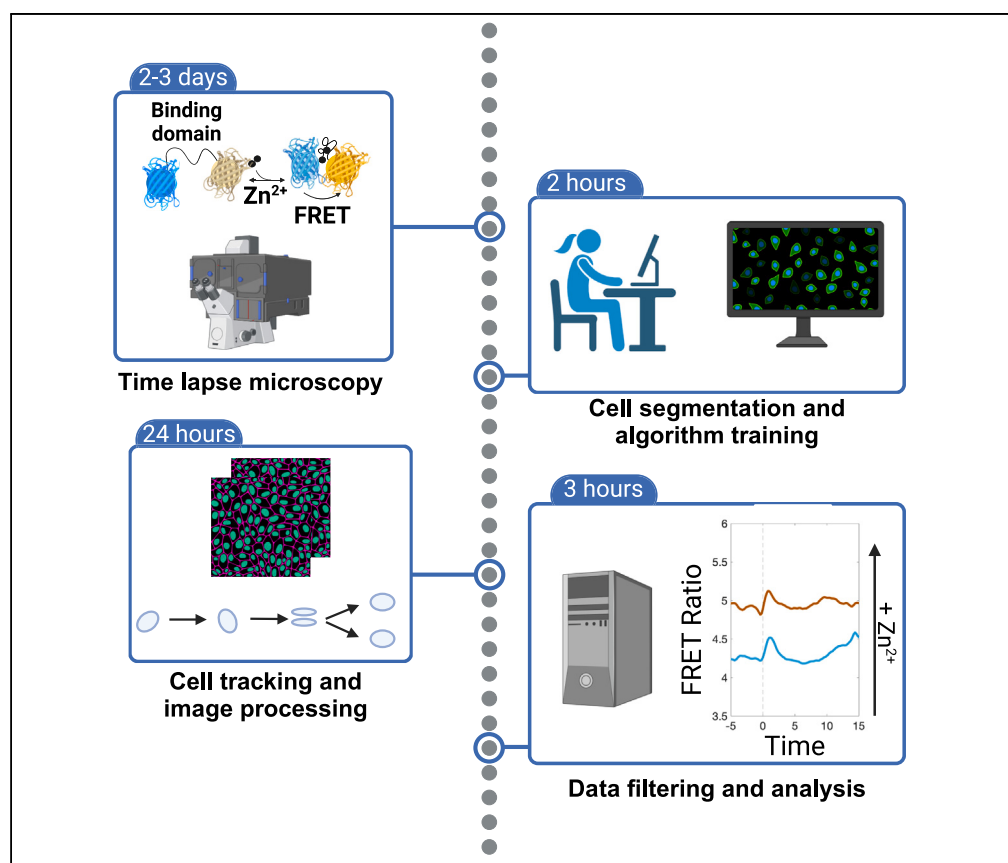 2-3 days
Binding
domain
Zn²⁺
FRET
Time lapse microscopy
2 hours
Cell segmentation and
algorithm training
24 hours
Cell tracking and
image processing
3 hours
FRET Ratio
6
5.5
5
4.5
4
3.5
-5
0
5
10
15
Time
+ Zn²⁺
Data filtering and analysis